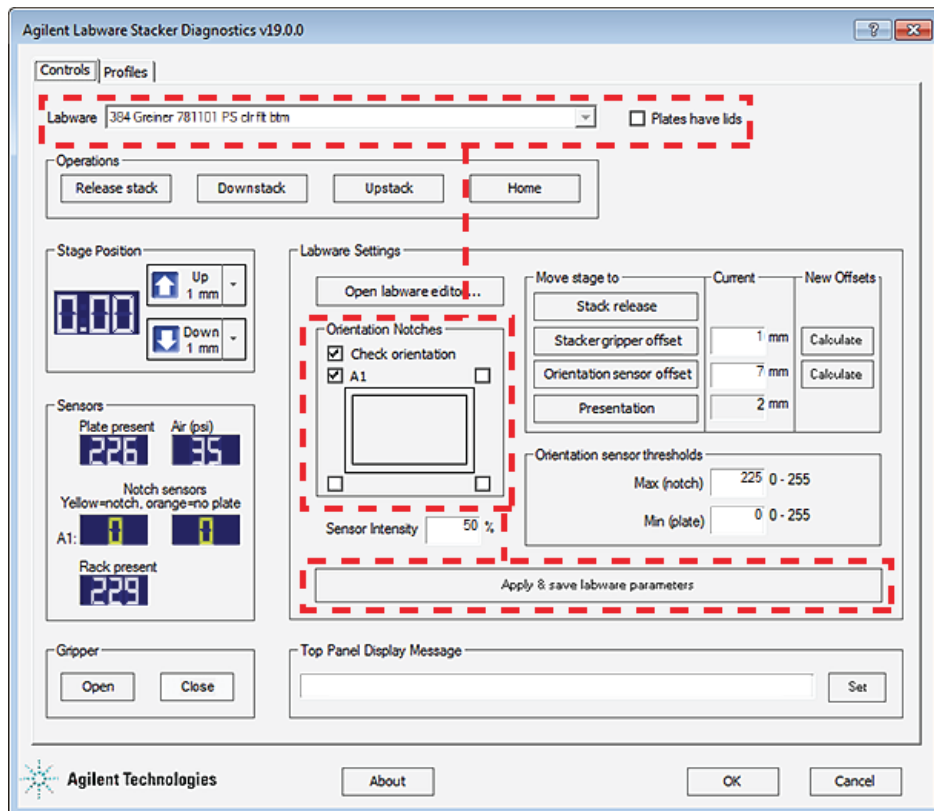 Agilent Labware Stacker Diagnostics v19.0.0
Controls Profiles
Labware 384 Greiner 781101 PS clr flt btm Plates have lids
Operations
Release stack Downstack Upstack Home
Stage Position
0.00
Up
1 mm
Down
1 mm
Sensors
Plate present Air (psi)
226 35
Notch sensors
Yellow=notch, orange=no plate
A1: 0 0
Rack present
229
Gripper
Open Close
Labware Settings
Open labware editor...
Orientation Notches
Check orientation
A1
Sensor Intensity 50 %
Move stage to Current New Offsets
Stack release
Stacker gripper offset 1 mm Calculate
Orientation sensor offset 7 mm Calculate
Presentation 2 mm
Orientation sensor thresholds
Max (notch) 225 0 - 255
Min (plate) 0 0 - 255
Apply & save labware parameters
Top Panel Display Message
Set
Agilent Technologies About OK Cancel